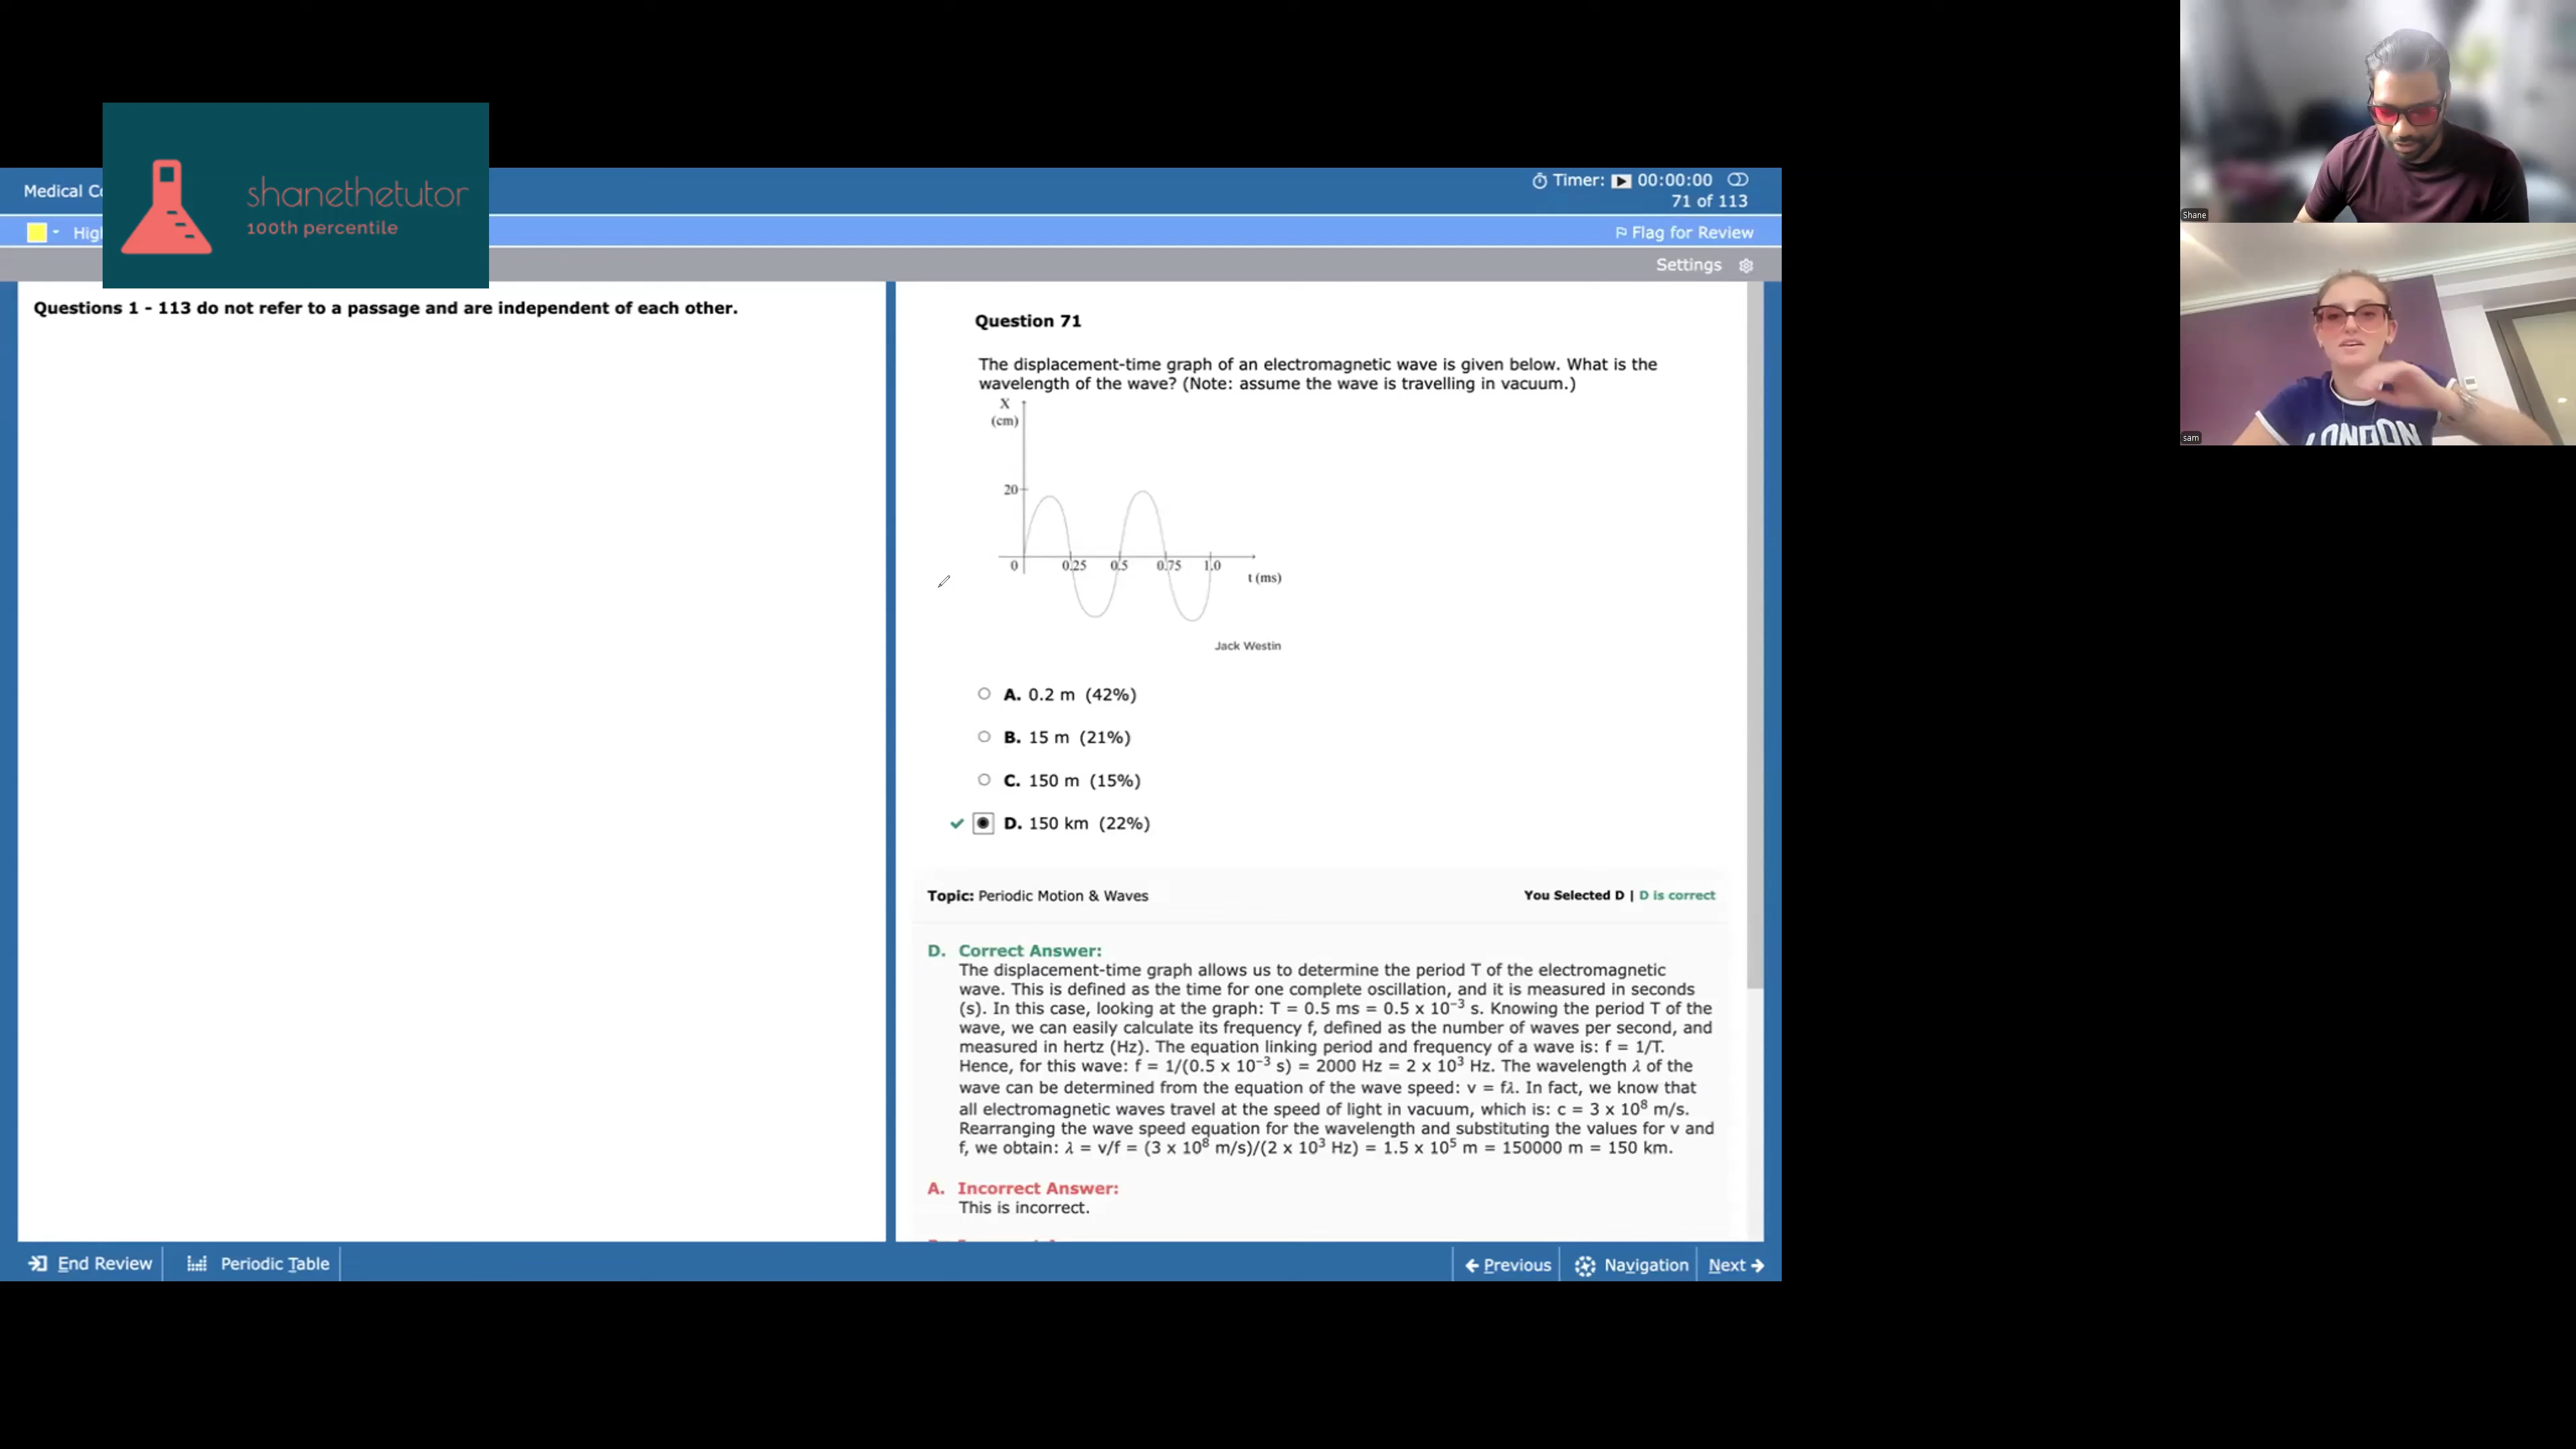 shanethetutor
100th percentile
Medical Co
Timer: 00:00:00
71 of 113
Hig
Flag for Review
Settings
Questions 1 - 113 do not refer to a passage and are independent of each other.
Question 71
The displacement-time graph of an electromagnetic wave is given below. What is the
wavelength of the wave? (Note: assume the wave is travelling in vacuum.)
X
(cm)
20
0 0.25 0.5 0.75 1.0
t (ms)
Jack Westin
A. 0.2 m (42%)
B. 15 m (21%)
C. 150 m (15%)
D. 150 km (22%)
Topic: Periodic Motion & Waves
You Selected D | D is correct
D. Correct Answer:
The displacement-time graph allows us to determine the period T of the electromagnetic
wave. This is defined as the time for one complete oscillation, and it is measured in seconds
(s). In this case, looking at the graph: T = 0.5 ms = 0.5 x 10⁻³ s. Knowing the period T of the
wave, we can easily calculate its frequency f, defined as the number of waves per second, and
measured in hertz (Hz). The equation linking period and frequency of a wave is: f = 1/T.
Hence, for this wave: f = 1/(0.5 x 10⁻³ s) = 2000 Hz = 2 x 10³ Hz. The wavelength λ of the
wave can be determined from the equation of the wave speed: v = fλ. In fact, we know that
all electromagnetic waves travel at the speed of light in vacuum, which is: c = 3 x 10⁸ m/s.
Rearranging the wave speed equation for the wavelength and substituting the values for v and
f, we obtain: λ = v/f = (3 x 10⁸ m/s)/(2 x 10³ Hz) = 1.5 x 10⁵ m = 150000 m = 150 km.
A. Incorrect Answer:
This is incorrect.
End Review
Periodic Table
Previous
Navigation
Next
Shane
LONDON
sam